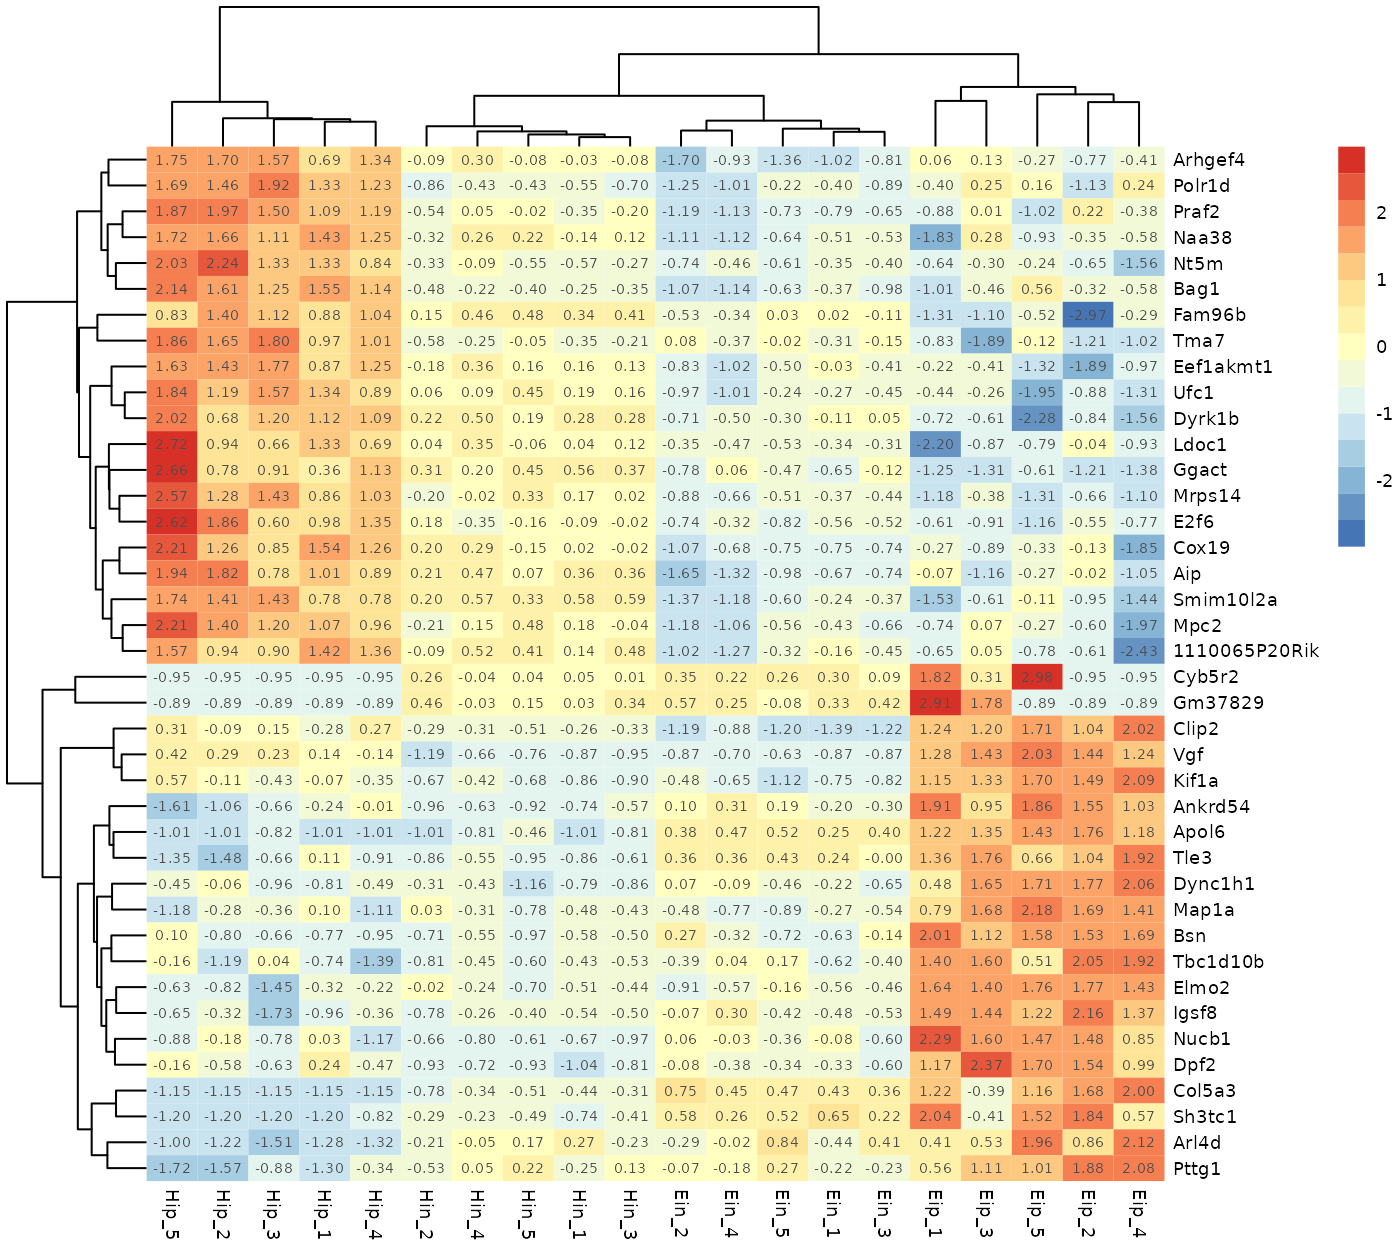 1.75 1.70 1.57 0.69 1.34 -0.09 0.30 -0.08 -0.03 -0.08 -1.70 -0.93 -1.36 -1.02 -0.81 0.06 0.13 -0.27 -0.77 -0.41 Arhgef4
1.69 1.46 1.92 1.33 1.23 -0.86 -0.43 -0.43 -0.55 -0.70 -1.25 -1.01 -0.22 -0.40 -0.89 -0.40 0.25 0.16 -1.13 0.24 Polr1d
1.87 1.97 1.50 1.09 1.19 -0.54 0.05 -0.02 -0.35 -0.20 -1.19 -1.13 -0.73 -0.79 -0.65 -0.88 0.01 -1.02 0.22 -0.38 Praf2
2
1.72 1.66 1.11 1.43 1.25 -0.32 0.26 0.22 -0.14 0.12 -1.11 -1.12 -0.64 -0.51 -0.53 -1.83 0.28 -0.93 -0.35 -0.58 Naa38
2.03 2.24 1.33 1.33 0.84 -0.33 -0.09 -0.55 -0.57 -0.27 -0.74 -0.46 -0.61 -0.35 -0.40 -0.64 -0.30 -0.24 -0.65 -1.56 Nt5m
1
2.14 1.61 1.25 1.55 1.14 -0.48 -0.22 -0.40 -0.25 -0.35 -1.07 -1.14 -0.63 -0.37 -0.98 -1.01 -0.46 0.56 -0.32 -0.58 Bag1
0.83 1.40 1.12 0.88 1.04 0.15 0.46 0.48 0.34 0.41 -0.53 -0.34 0.03 0.02 -0.11 -1.31 -1.10 -0.52 -2.97 -0.29 Fam96b
1.86 1.65 1.80 0.97 1.01 -0.58 -0.25 -0.05 -0.35 -0.21 0.08 -0.37 -0.02 -0.31 -0.15 -0.83 -1.89 -0.12 -1.21 -1.02 Tma7
0
1.63 1.43 1.77 0.87 1.25 -0.18 0.36 0.16 0.16 0.13 -0.83 -1.02 -0.50 -0.03 -0.41 -0.22 -0.41 -1.32 -1.89 -0.97 Eef1akmt1
1.84 1.19 1.57 1.34 0.89 0.06 0.09 0.45 0.19 0.16 -0.97 -1.01 -0.24 -0.27 -0.45 -0.44 -0.26 -1.95 -0.88 -1.31 Ufc1
-1
2.02 0.68 1.20 1.12 1.09 0.22 0.50 0.19 0.28 0.28 -0.71 -0.50 -0.30 -0.11 0.05 -0.72 -0.61 -2.28 -0.84 -1.56 Dyrk1b
2.72 0.94 0.66 1.33 0.69 0.04 0.35 -0.06 0.04 0.12 -0.35 -0.47 -0.53 -0.34 -0.31 -2.20 -0.87 -0.79 -0.04 -0.93 Ldoc1
2.66 0.78 0.91 0.36 1.13 0.31 0.20 0.45 0.56 0.37 -0.78 0.06 -0.47 -0.65 -0.12 -1.25 -1.31 -0.61 -1.21 -1.38 Ggact
-2
2.57 1.28 1.43 0.86 1.03 -0.20 -0.02 0.33 0.17 0.02 -0.88 -0.66 -0.51 -0.37 -0.44 -1.18 -0.38 -1.31 -0.66 -1.10 Mrps14
2.62 1.86 0.60 0.98 1.35 0.18 -0.35 -0.16 -0.09 -0.02 -0.74 -0.32 -0.82 -0.56 -0.52 -0.61 -0.91 -1.16 -0.55 -0.77 E2f6
2.21 1.26 0.85 1.54 1.26 0.20 0.29 -0.15 0.02 -0.02 -1.07 -0.68 -0.75 -0.75 -0.74 -0.27 -0.89 -0.33 -0.13 -1.85 Cox19
1.94 1.82 0.78 1.01 0.89 0.21 0.47 0.07 0.36 0.36 -1.65 -1.32 -0.98 -0.67 -0.74 -0.07 -1.16 -0.27 -0.02 -1.05 Aip
1.74 1.41 1.43 0.78 0.78 0.20 0.57 0.33 0.58 0.59 -1.37 -1.18 -0.60 -0.24 -0.37 -1.53 -0.61 -0.11 -0.95 -1.44 Smim10l2a
2.21 1.40 1.20 1.07 0.96 -0.21 0.15 0.48 0.18 -0.04 -1.18 -1.06 -0.56 -0.43 -0.66 -0.74 0.07 -0.27 -0.60 -1.97 Mpc2
1.57 0.94 0.90 1.42 1.36 -0.09 0.52 0.41 0.14 0.48 -1.02 -1.27 -0.32 -0.16 -0.45 -0.65 0.05 -0.78 -0.61 -2.43 1110065P20Rik
-0.95 -0.95 -0.95 -0.95 -0.95 0.26 -0.04 0.04 0.05 0.01 0.35 0.22 0.26 0.30 0.09 1.82 0.31 2.98 -0.95 -0.95 Cyb5r2
-0.89 -0.89 -0.89 -0.89 -0.89 0.46 -0.03 0.15 0.03 0.34 0.57 0.25 -0.08 0.33 0.42 2.91 1.78 -0.89 -0.89 -0.89 Gm37829
0.31 -0.09 0.15 -0.28 0.27 -0.29 -0.31 -0.51 -0.26 -0.33 -1.19 -0.88 -1.20 -1.39 -1.22 1.24 1.20 1.71 1.04 2.02 Clip2
0.42 0.29 0.23 0.14 -0.14 -1.19 -0.66 -0.76 -0.87 -0.95 -0.87 -0.70 -0.63 -0.87 -0.87 1.28 1.43 2.03 1.44 1.24 Vgf
0.57 -0.11 -0.43 -0.07 -0.35 -0.67 -0.42 -0.68 -0.86 -0.90 -0.48 -0.65 -1.12 -0.75 -0.82 1.15 1.33 1.70 1.49 2.09 Kif1a
-1.61 -1.06 -0.66 -0.24 -0.01 -0.96 -0.63 -0.92 -0.74 -0.57 0.10 0.31 0.19 -0.20 -0.30 1.91 0.95 1.86 1.55 1.03 Ankrd54
-1.01 -1.01 -0.82 -1.01 -1.01 -1.01 -0.81 -0.46 -1.01 -0.81 0.38 0.47 0.52 0.25 0.40 1.22 1.35 1.43 1.76 1.18 Apol6
-1.35 -1.48 -0.66 0.11 -0.91 -0.86 -0.55 -0.95 -0.86 -0.61 0.36 0.36 0.43 0.24 -0.00 1.36 1.76 0.66 1.04 1.92 Tle3
-0.45 -0.06 -0.96 -0.81 -0.49 -0.31 -0.43 -1.16 -0.79 -0.86 0.07 -0.09 -0.46 -0.22 -0.65 0.48 1.65 1.71 1.77 2.06 Dync1h1
-1.18 -0.28 -0.36 0.10 -1.11 0.03 -0.31 -0.78 -0.48 -0.43 -0.48 -0.77 -0.89 -0.27 -0.54 0.79 1.68 2.18 1.69 1.41 Map1a
0.10 -0.80 -0.66 -0.77 -0.95 -0.71 -0.55 -0.97 -0.58 -0.50 0.27 -0.32 -0.72 -0.63 -0.14 2.01 1.12 1.58 1.53 1.69 Bsn
-0.16 -1.19 0.04 -0.74 -1.39 -0.81 -0.45 -0.60 -0.43 -0.53 -0.39 0.04 0.17 -0.62 -0.40 1.40 1.60 0.51 2.05 1.92 Tbc1d10b
-0.63 -0.82 -1.45 -0.32 -0.22 -0.02 -0.24 -0.70 -0.51 -0.44 -0.91 -0.57 -0.16 -0.56 -0.46 1.64 1.40 1.76 1.77 1.43 Elmo2
-0.65 -0.32 -1.73 -0.96 -0.36 -0.78 -0.26 -0.40 -0.54 -0.50 -0.07 0.30 -0.42 -0.48 -0.53 1.49 1.44 1.22 2.16 1.37 Igsf8
-0.88 -0.18 -0.78 0.03 -1.17 -0.66 -0.80 -0.61 -0.67 -0.97 0.06 -0.03 -0.36 -0.08 -0.60 2.29 1.60 1.47 1.48 0.85 Nucb1
-0.16 -0.58 -0.63 0.24 -0.47 -0.93 -0.72 -0.93 -1.04 -0.81 -0.08 -0.38 -0.34 -0.33 -0.60 1.17 2.37 1.70 1.54 0.99 Dpf2
-1.15 -1.15 -1.15 -1.15 -1.15 -0.78 -0.34 -0.51 -0.44 -0.31 0.75 0.25 0.47 0.43 0.36 1.22 -0.39 1.16 1.68 2.00 Col5a3
-1.20 -1.20 -1.20 -1.20 -0.82 -0.29 -0.23 -0.49 -0.74 -0.41 0.58 0.26 0.52 0.65 0.22 2.04 -0.41 1.52 1.84 0.57 Sh3tc1
-1.00 -1.22 -1.51 -1.28 -1.32 -0.21 -0.05 0.17 0.27 -0.23 -0.29 -0.02 0.84 -0.44 0.41 0.41 0.53 1.96 0.86 2.12 Arl4d
-1.72 -1.57 -0.88 -1.30 -0.34 -0.53 0.05 0.22 -0.25 0.13 -0.07 -0.18 0.27 -0.22 -0.23 0.56 1.11 1.01 1.88 2.08 Pttg1
Hip_5 Hip_2 Hip_3 Hip_1 Hip_4 Hin_2 Hin_4 Hin_5 Hin_1 Hin_3 Ein_2 Ein_4 Ein_5 Ein_1 Ein_3 Eip_1 Eip_3 Eip_5 Eip_2 Eip_4